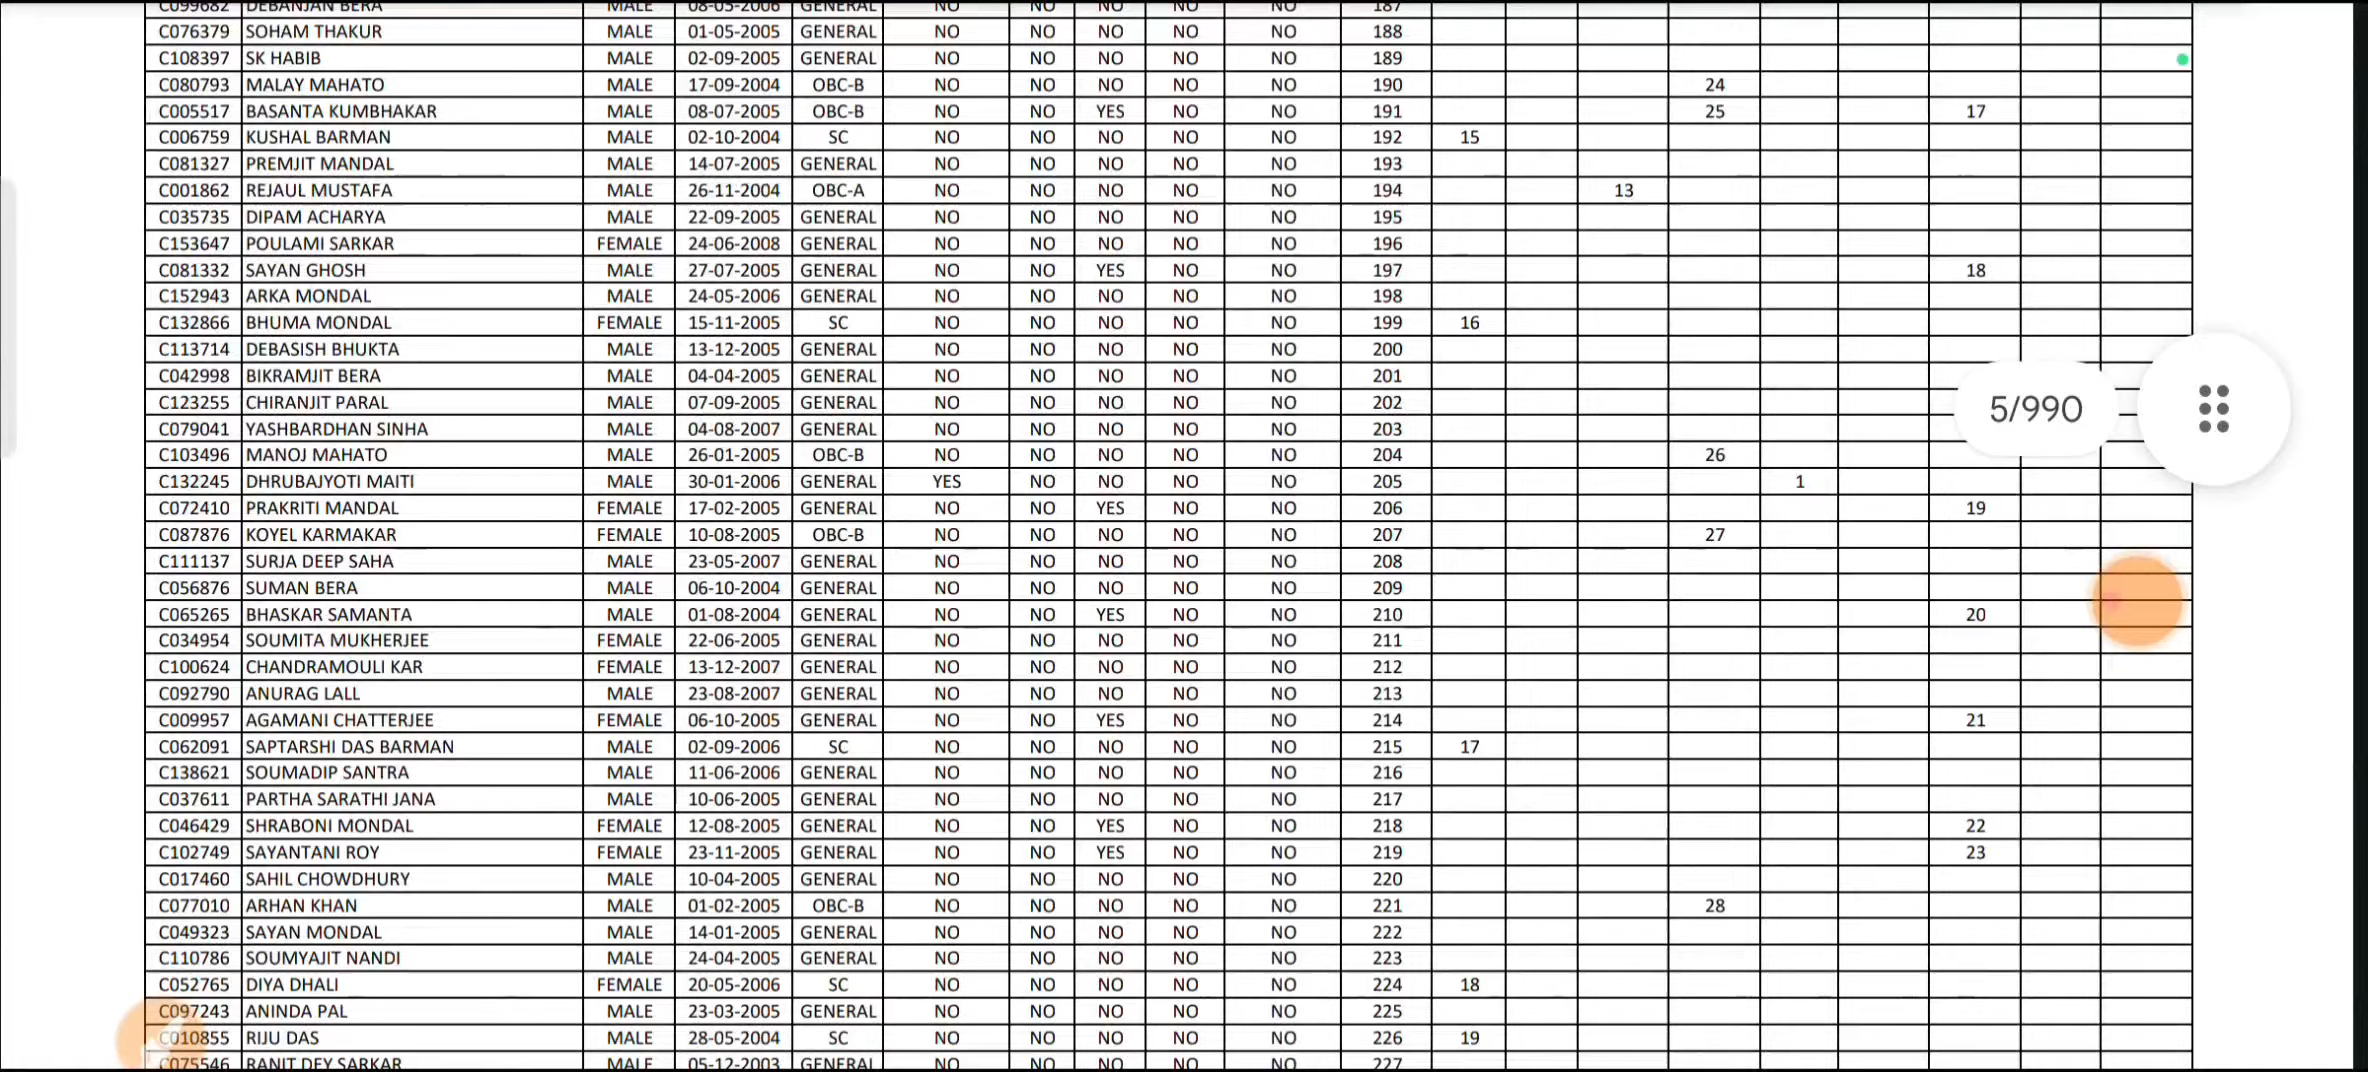 C099682 DEBANJAN BERA MALE 08-05-2006 GENERAL NO NO NO NO NO 187
C076379 SOHAM THAKUR MALE 01-05-2005 GENERAL NO NO NO NO NO 188
C108397 SK HABIB MALE 02-09-2005 GENERAL NO NO NO NO NO 189
C080793 MALAY MAHATO MALE 17-09-2004 OBC-B NO NO NO NO NO 190 24
C005517 BASANTA KUMBHAKAR MALE 08-07-2005 OBC-B NO NO YES NO NO 191 25 17
C006759 KUSHAL BARMAN MALE 02-10-2004 SC NO NO NO NO NO 192 15
C081327 PREMJIT MANDAL MALE 14-07-2005 GENERAL NO NO NO NO NO 193
C001862 REJAUL MUSTAFA MALE 26-11-2004 OBC-A NO NO NO NO NO 194 13
C035735 DIPAM ACHARYA MALE 22-09-2005 GENERAL NO NO NO NO NO 195
C153647 POULAMI SARKAR FEMALE 24-06-2008 GENERAL NO NO NO NO NO 196
C081332 SAYAN GHOSH MALE 27-07-2005 GENERAL NO NO YES NO NO 197 18
C152943 ARKA MONDAL MALE 24-05-2006 GENERAL NO NO NO NO NO 198
C132866 BHUMA MONDAL FEMALE 15-11-2005 SC NO NO NO NO NO 199 16
C113714 DEBASISH BHUKTA MALE 13-12-2005 GENERAL NO NO NO NO NO 200
C042998 BIKRAMJIT BERA MALE 04-04-2005 GENERAL NO NO NO NO NO 201
C123255 CHIRANJIT PARAL MALE 07-09-2005 GENERAL NO NO NO NO NO 202
5/990
C079041 YASHBARDHAN SINHA MALE 04-08-2007 GENERAL NO NO NO NO NO 203
C103496 MANOJ MAHATO MALE 26-01-2005 OBC-B NO NO NO NO NO 204 26
C132245 DHRUBAJYOTI MAITI MALE 30-01-2006 GENERAL YES NO NO NO NO 205 1
C072410 PRAKRITI MANDAL FEMALE 17-02-2005 GENERAL NO NO YES NO NO 206 19
C087876 KOYEL KARMAKAR FEMALE 10-08-2005 OBC-B NO NO NO NO NO 207 27
C111137 SURJA DEEP SAHA MALE 23-05-2007 GENERAL NO NO NO NO NO 208
C056876 SUMAN BERA MALE 06-10-2004 GENERAL NO NO NO NO NO 209
C065265 BHASKAR SAMANTA MALE 01-08-2004 GENERAL NO NO YES NO NO 210 20
C034954 SOUMITA MUKHERJEE FEMALE 22-06-2005 GENERAL NO NO NO NO NO 211
C100624 CHANDRAMOULI KAR FEMALE 13-12-2007 GENERAL NO NO NO NO NO 212
C092790 ANURAG LALL MALE 23-08-2007 GENERAL NO NO NO NO NO 213
C009957 AGAMANI CHATTERJEE FEMALE 06-10-2005 GENERAL NO NO YES NO NO 214 21
C062091 SAPTARSHI DAS BARMAN MALE 02-09-2006 SC NO NO NO NO NO 215 17
C138621 SOUMADIP SANTRA MALE 11-06-2006 GENERAL NO NO NO NO NO 216
C037611 PARTHA SARATHI JANA MALE 10-06-2005 GENERAL NO NO NO NO NO 217
C046429 SHRABONI MONDAL FEMALE 12-08-2005 GENERAL NO NO YES NO NO 218 22
C102749 SAYANTANI ROY FEMALE 23-11-2005 GENERAL NO NO YES NO NO 219 23
C017460 SAHIL CHOWDHURY MALE 10-04-2005 GENERAL NO NO NO NO NO 220
C077010 ARHAN KHAN MALE 01-02-2005 OBC-B NO NO NO NO NO 221 28
C049323 SAYAN MONDAL MALE 14-01-2005 GENERAL NO NO NO NO NO 222
C110786 SOUMYAJIT NANDI MALE 24-04-2005 GENERAL NO NO NO NO NO 223
C052765 DIYA DHALI FEMALE 20-05-2006 SC NO NO NO NO NO 224 18
C097243 ANINDA PAL MALE 23-03-2005 GENERAL NO NO NO NO NO 225
C010855 RIJU DAS MALE 28-05-2004 SC NO NO NO NO NO 226 19
C075546 RANIT DEY SARKAR MALE 05-12-2003 GENERAL NO NO NO NO NO 227